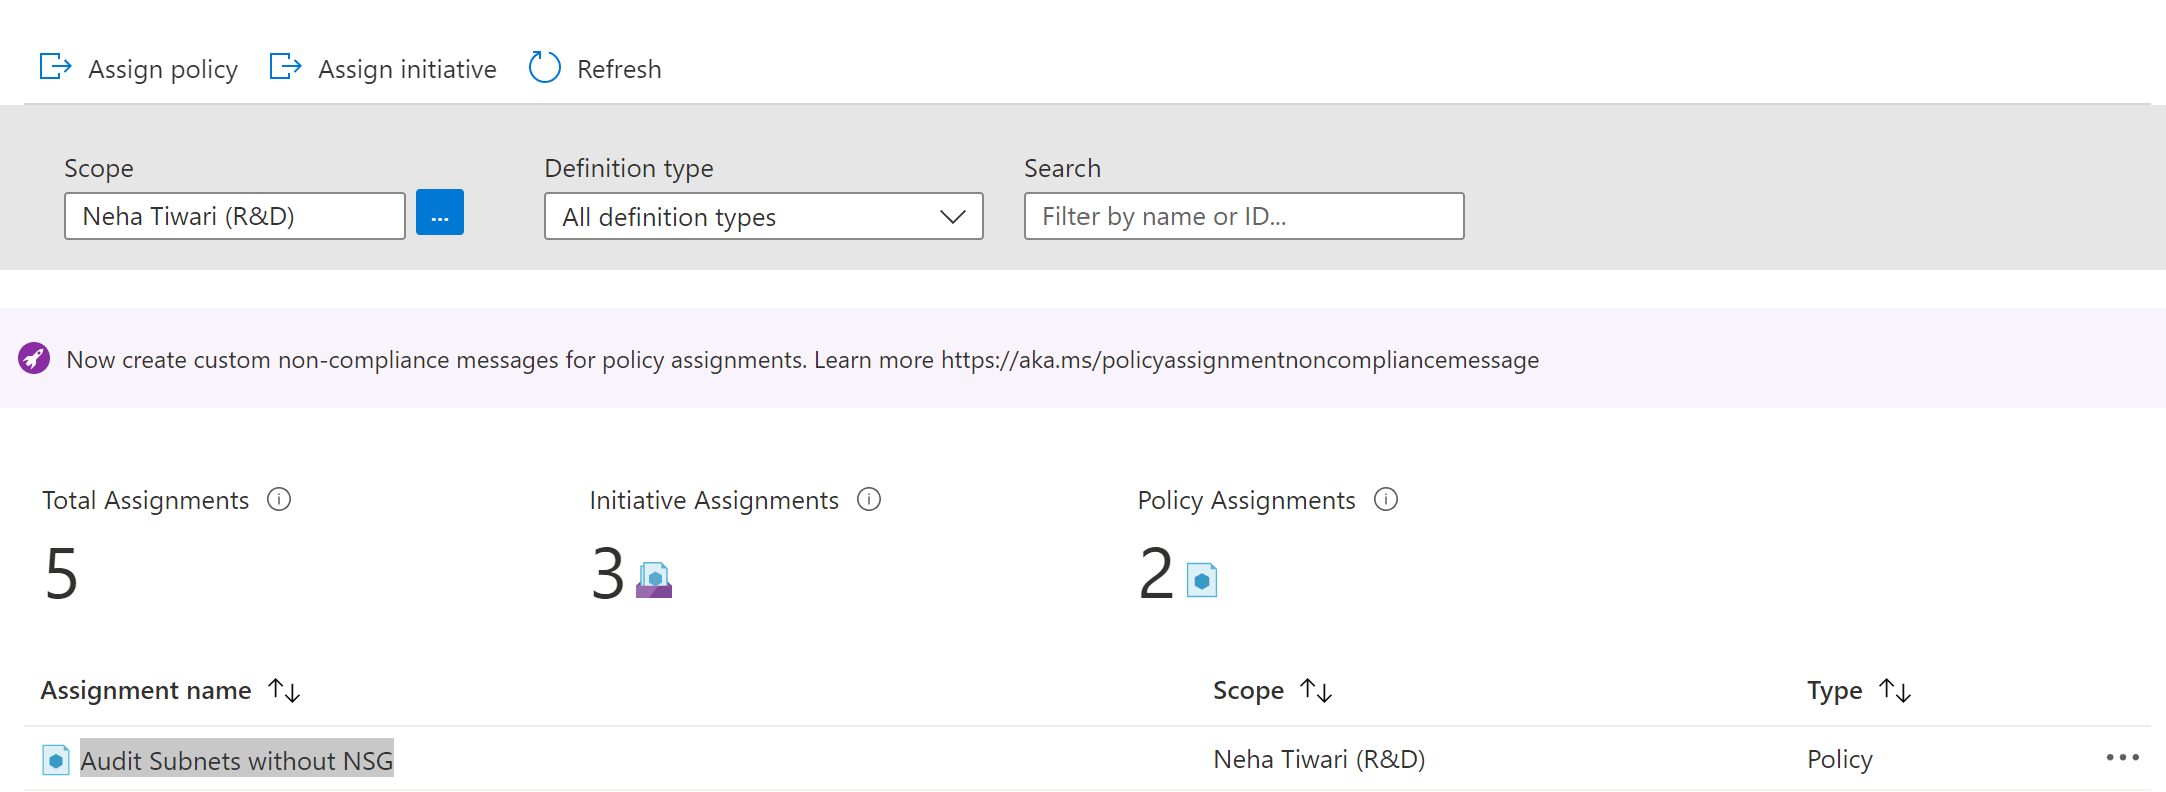 Assign policy Assign initiative Refresh
Scope Definition type Search
Neha Tiwari (R&D) ... All definition types Filter by name or ID...
Now create custom non-compliance messages for policy assignments. Learn more https://aka.ms/policyassignmentnoncompliancemessage
Total Assignments Initiative Assignments Policy Assignments
5 3 2
Assignment name Scope Type
Audit Subnets without NSG Neha Tiwari (R&D) Policy